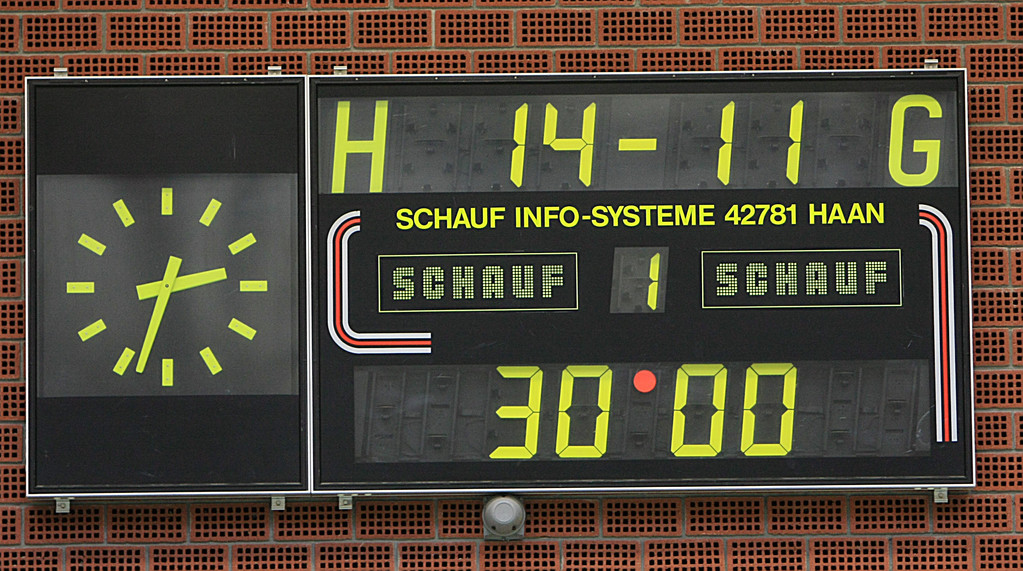 H 14-11 G
SCHAUF INFO-SYSTEME 42781 HAAN
SCHAUF 1 SCHAUF
30:00